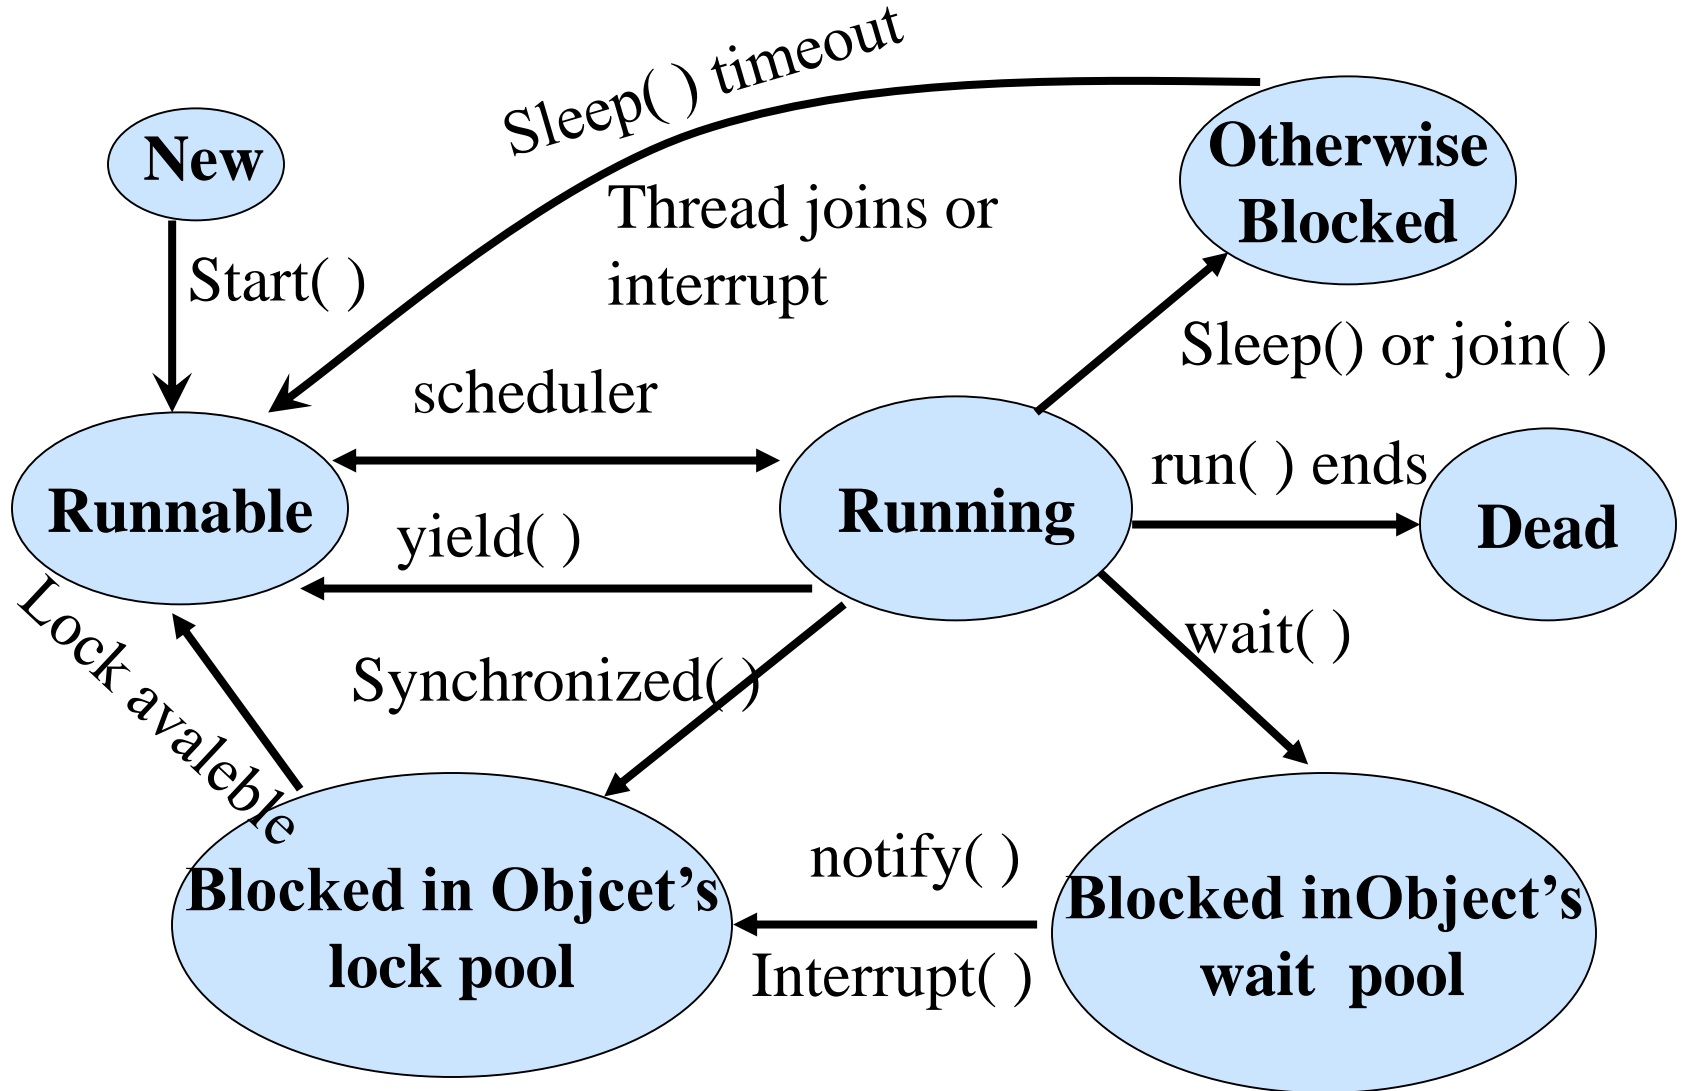 Sleep( ) timeout
New
Otherwise
Blocked
Thread joins or
interrupt
Start( )
Sleep() or join( )
scheduler
run( ) ends
Runnable
Running
Dead
yield( )
Lock avaleble
Synchronized( )
wait( )
notify( )
Blocked in Objcet’s
lock pool
Blocked inObject’s
wait pool
Interrupt( )